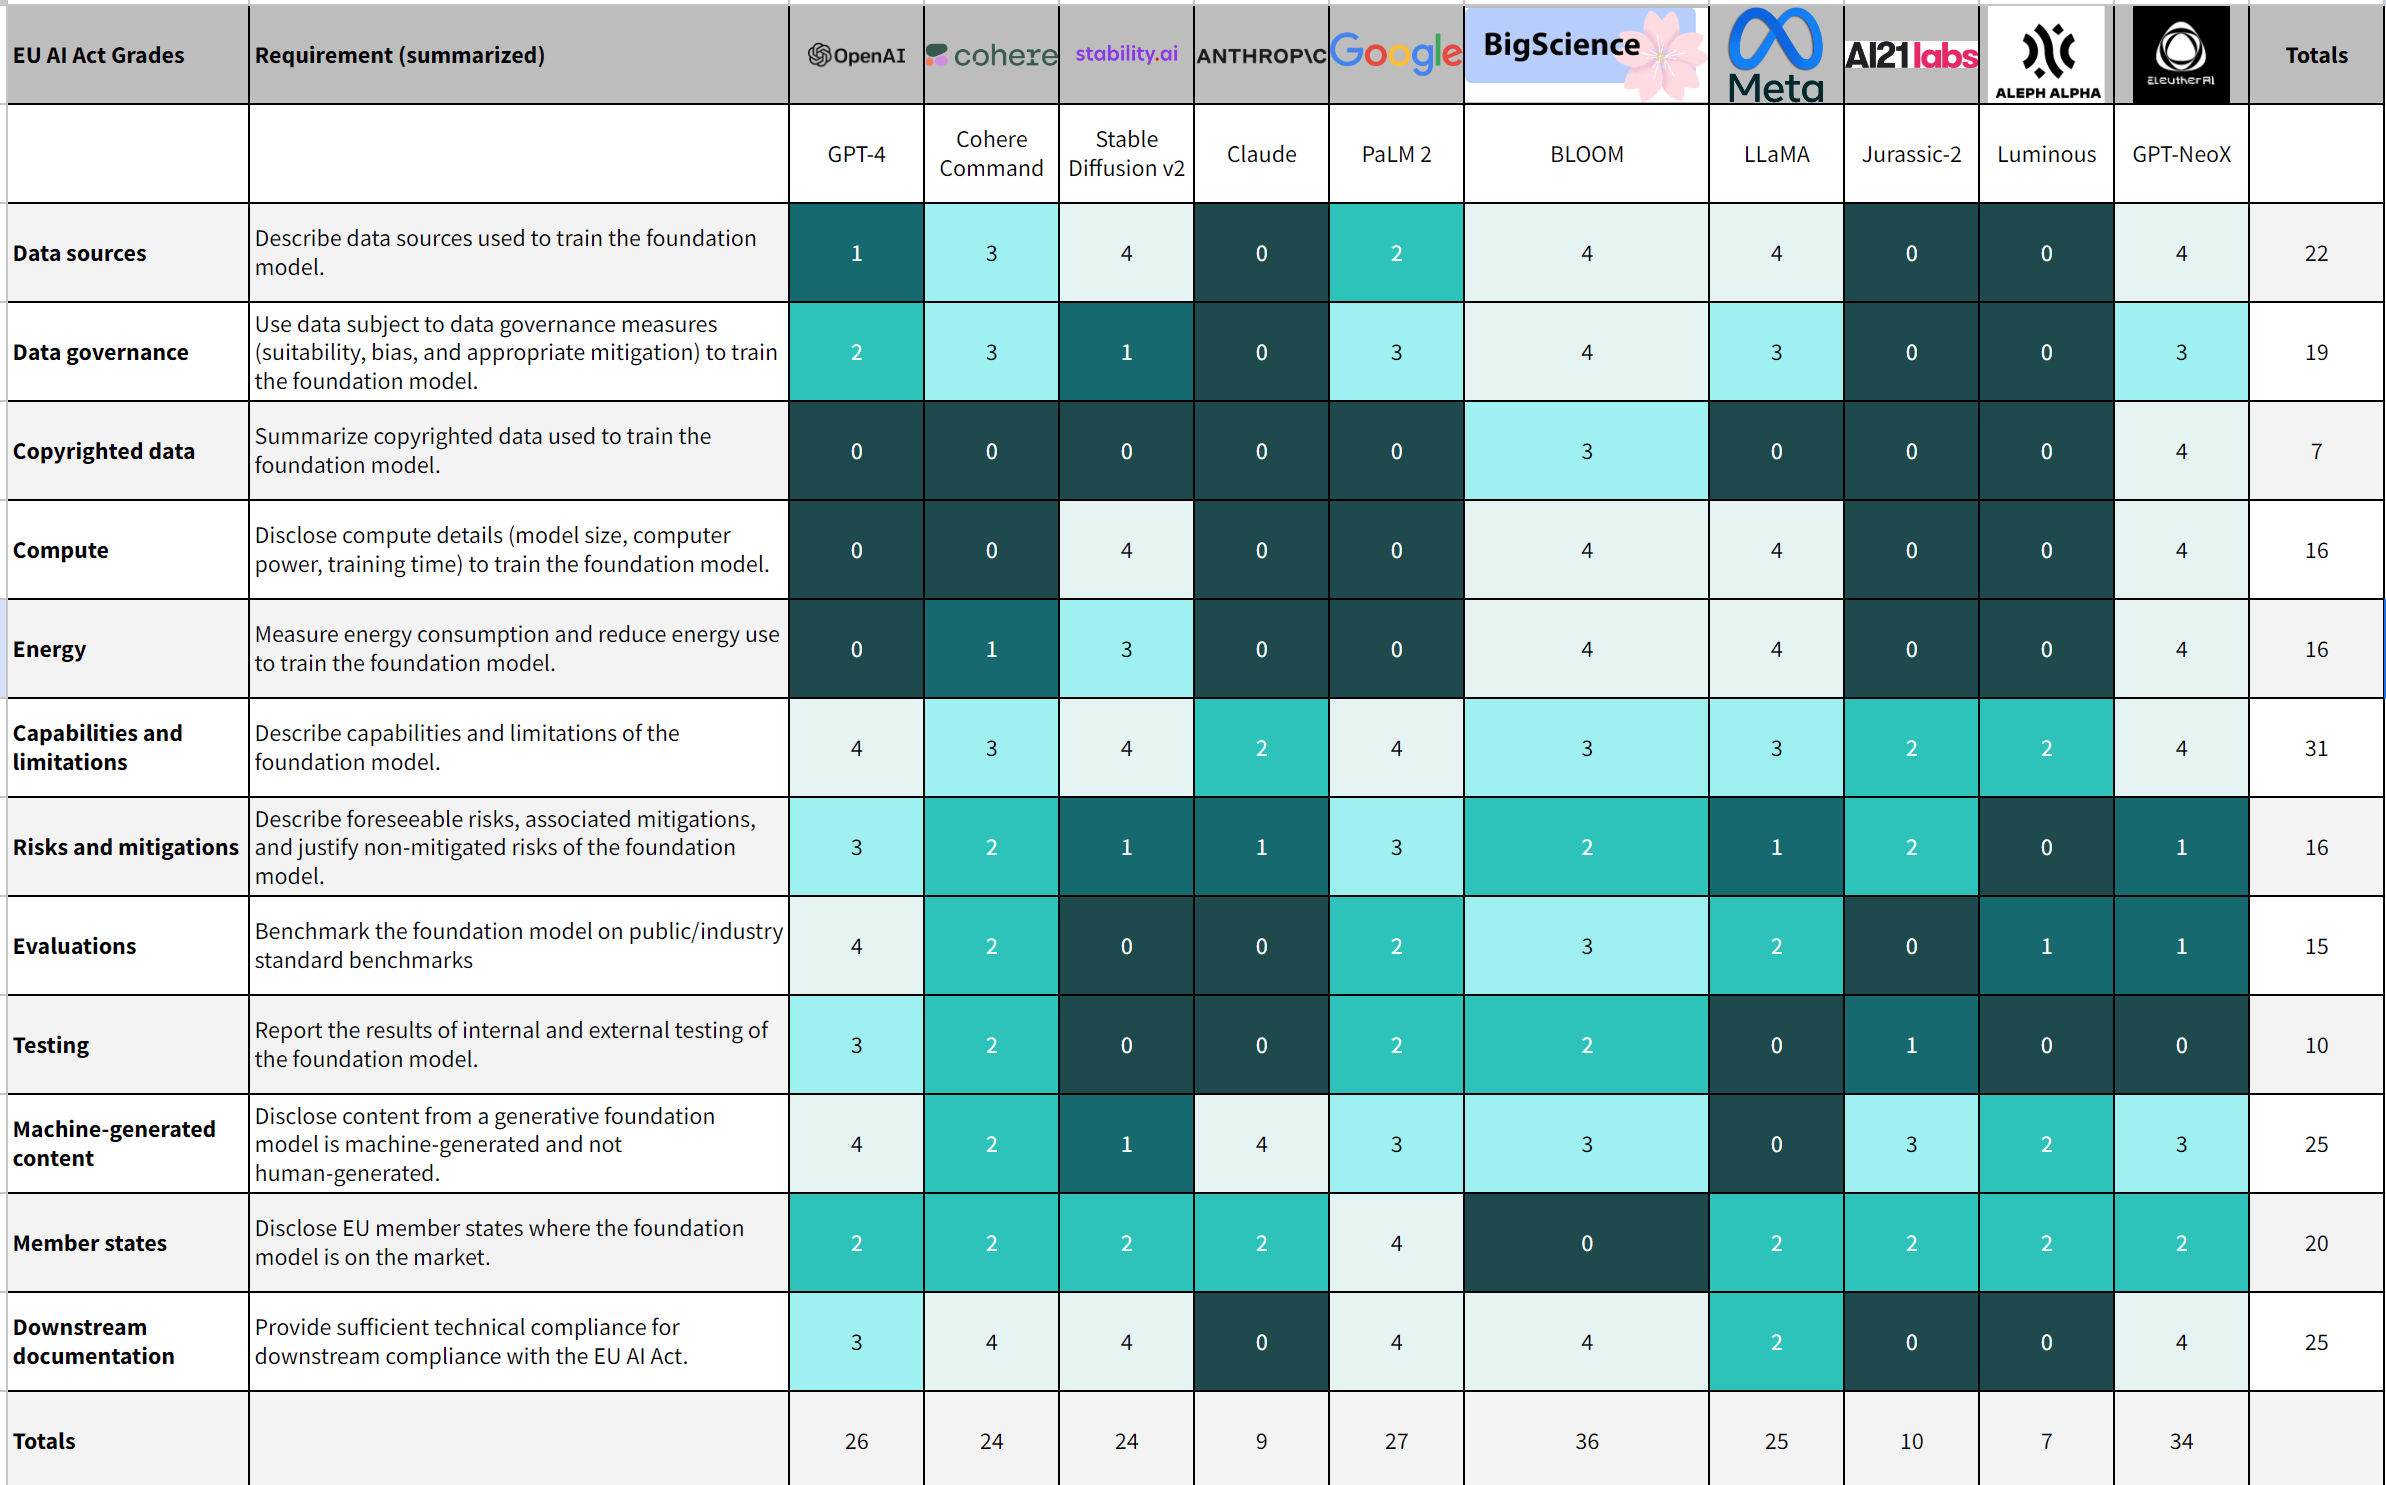 EU AI Act Grades
Requirement (summarized)
OpenAI
cohere
stability.ai
ANTHROP\C
Google
BigScience
Meta
AI21labs
ALEPH ALPHA
ELeutherAI
Totals
GPT-4
Cohere
Command
Stable
Diffusion v2
Claude
PaLM 2
BLOOM
LLaMA
Jurassic-2
Luminous
GPT-NeoX
Data sources
Describe data sources used to train the foundation
model.
1 3 4 0 2 4 4 0 0 4 22
Data governance
Use data subject to data governance measures
(suitability, bias, and appropriate mitigation) to train
the foundation model.
2 3 1 0 3 4 3 0 0 3 19
Copyrighted data
Summarize copyrighted data used to train the
foundation model.
0 0 0 0 0 3 0 0 0 4 7
Compute
Disclose compute details (model size, computer
power, training time) to train the foundation model.
0 0 4 0 0 4 4 0 0 4 16
Energy
Measure energy consumption and reduce energy use
to train the foundation model.
0 1 3 0 0 4 4 0 0 4 16
Capabilities and
limitations
Describe capabilities and limitations of the
foundation model.
4 3 4 2 4 3 3 2 2 4 31
Risks and mitigations
Describe foreseeable risks, associated mitigations,
and justify non-mitigated risks of the foundation
model.
3 2 1 1 3 2 1 2 0 1 16
Evaluations
Benchmark the foundation model on public/industry
standard benchmarks
4 2 0 0 2 3 2 0 1 1 15
Testing
Report the results of internal and external testing of
the foundation model.
3 2 0 0 2 2 0 1 0 0 10
Machine-generated
content
Disclose content from a generative foundation
model is machine-generated and not
human-generated.
4 2 1 4 3 3 0 3 2 3 25
Member states
Disclose EU member states where the foundation
model is on the market.
2 2 2 2 4 0 2 2 2 2 20
Downstream
documentation
Provide sufficient technical compliance for
downstream compliance with the EU AI Act.
3 4 4 0 4 4 2 0 0 4 25
Totals
26 24 24 9 27 36 25 10 7 34